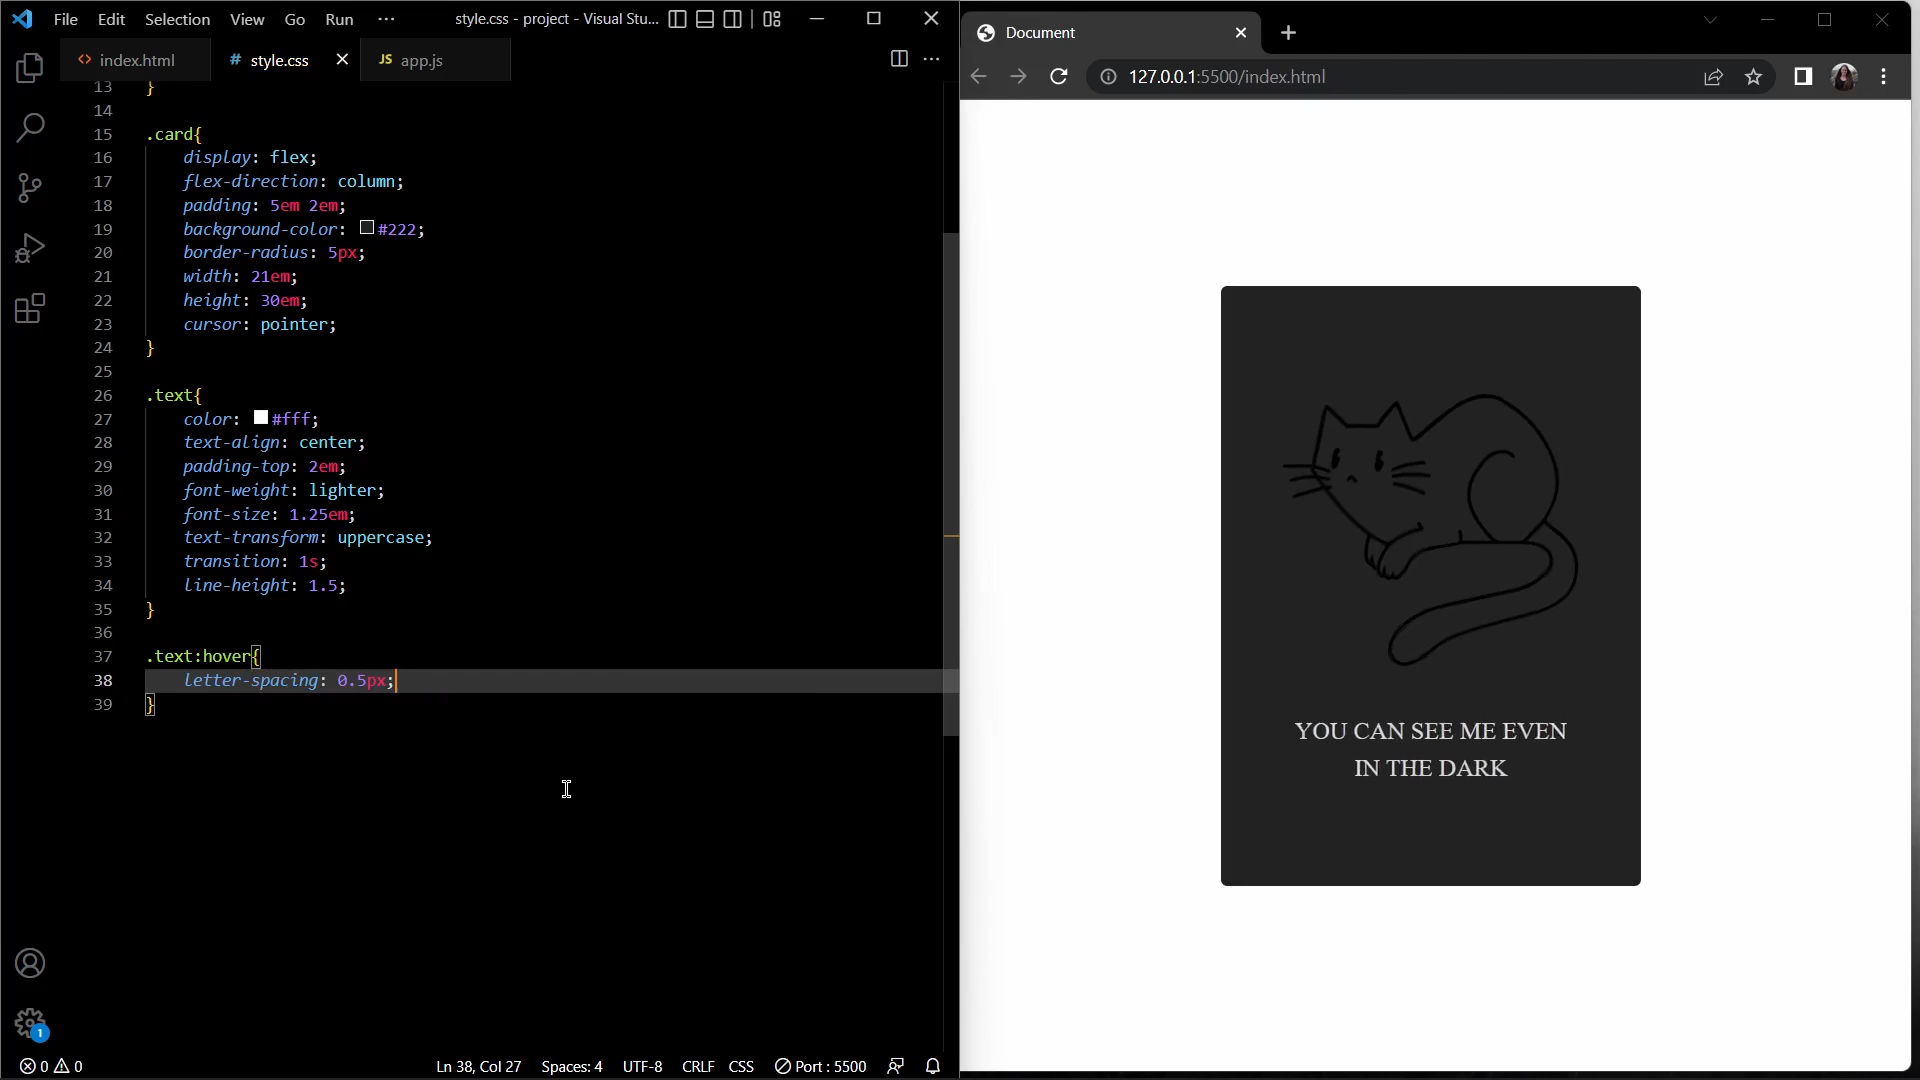 File Edit Selection View Go Run ··· style.css - project - Visual Stu...
index.html # style.css JS app.js
13 }
14
15 .card{
16 display: flex;
17 flex-direction: column;
18 padding: 5em 2em;
19 background-color: #222;
20 border-radius: 5px;
21 width: 21em;
22 height: 30em;
23 cursor: pointer;
24 }
25
26 .text{
27 color: #fff;
28 text-align: center;
29 padding-top: 2em;
30 font-weight: lighter;
31 font-size: 1.25em;
32 text-transform: uppercase;
33 transition: 1s;
34 line-height: 1.5;
35 }
36
37 .text:hover{
38 letter-spacing: 0.5px;
39 }
1
0 0 Ln 38, Col 27 Spaces: 4 UTF-8 CRLF CSS Port : 5500
Document
127.0.0.1:5500/index.html
YOU CAN SEE ME EVEN
IN THE DARK